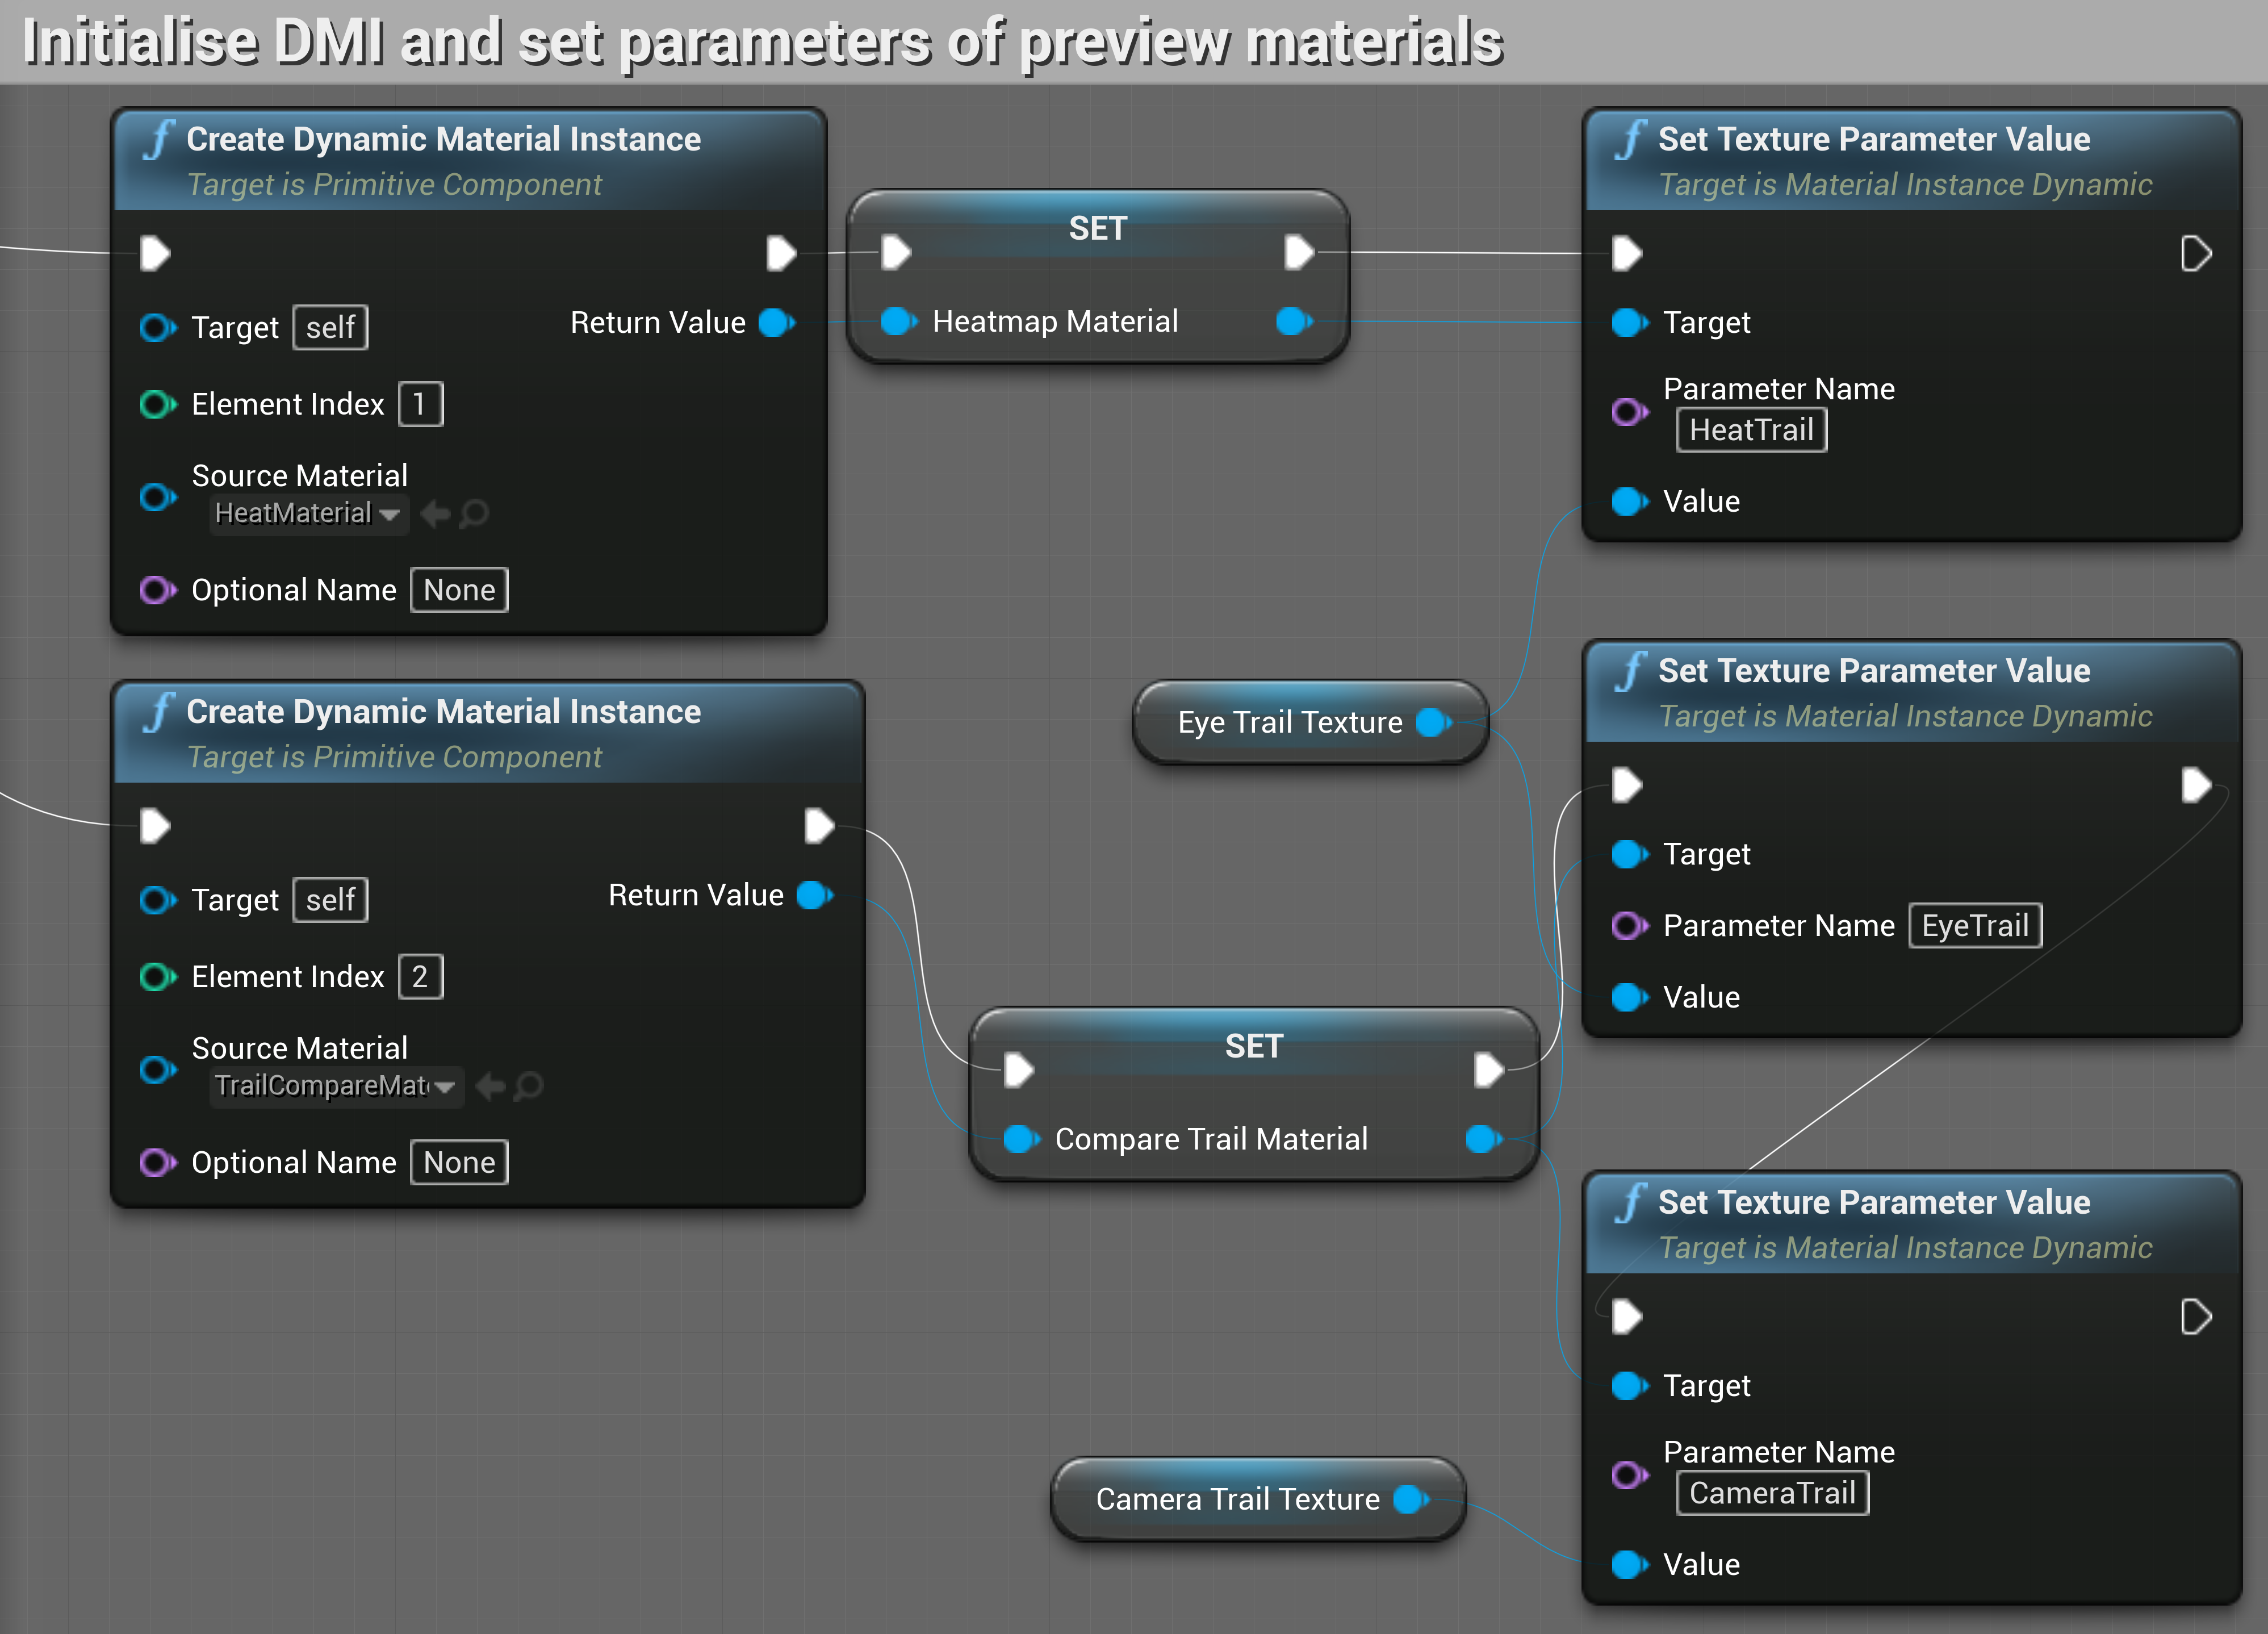 Initialise DMI and set parameters of preview materials
Create Dynamic Material Instance
Target is Primitive Component
Target self
Return Value
Element Index 1
Source Material
HeatMaterial
Optional Name None
SET
Heatmap Material
Set Texture Parameter Value
Target is Material Instance Dynamic
Target
Parameter Name
HeatTrail
Value
Create Dynamic Material Instance
Target is Primitive Component
Target self
Return Value
Element Index 2
Source Material
TrailCompareMat
Optional Name None
Eye Trail Texture
SET
Compare Trail Material
Set Texture Parameter Value
Target is Material Instance Dynamic
Target
Parameter Name EyeTrail
Value
Camera Trail Texture
Set Texture Parameter Value
Target is Material Instance Dynamic
Target
Parameter Name
CameraTrail
Value